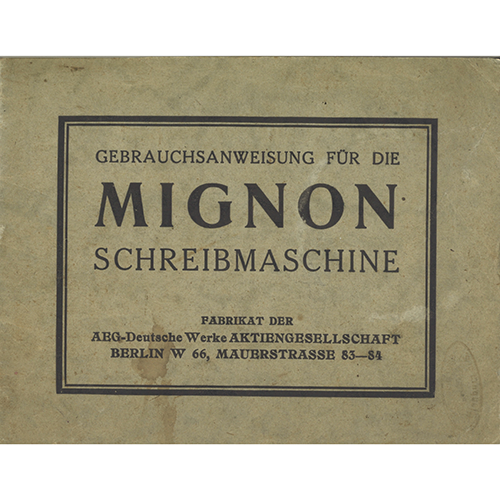 GEBRAUCHSANWEISUNG FÜR DIE
MIGNON
SCHREIBMASCHINE
FABRIKAT DER
AEG-Deutsche Werke AKTIENGESELLSCHAFT
BERLIN W 66, MAUERSTRASSE 83—84